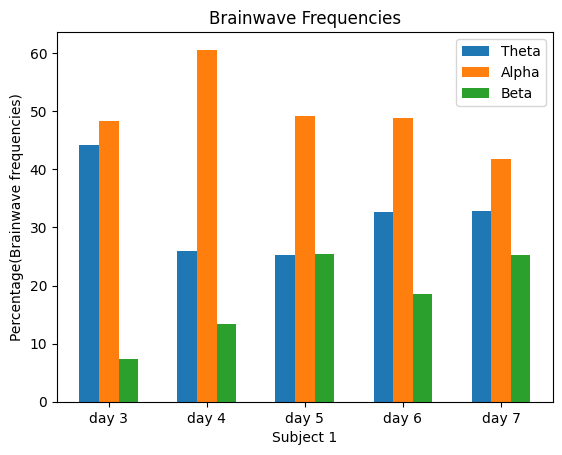 Brainwave Frequencies
Theta
Alpha
Beta
Percentage(Brainwave frequencies)
60
50
40
30
20
10
0
day 3 day 4 day 5 day 6 day 7
Subject 1